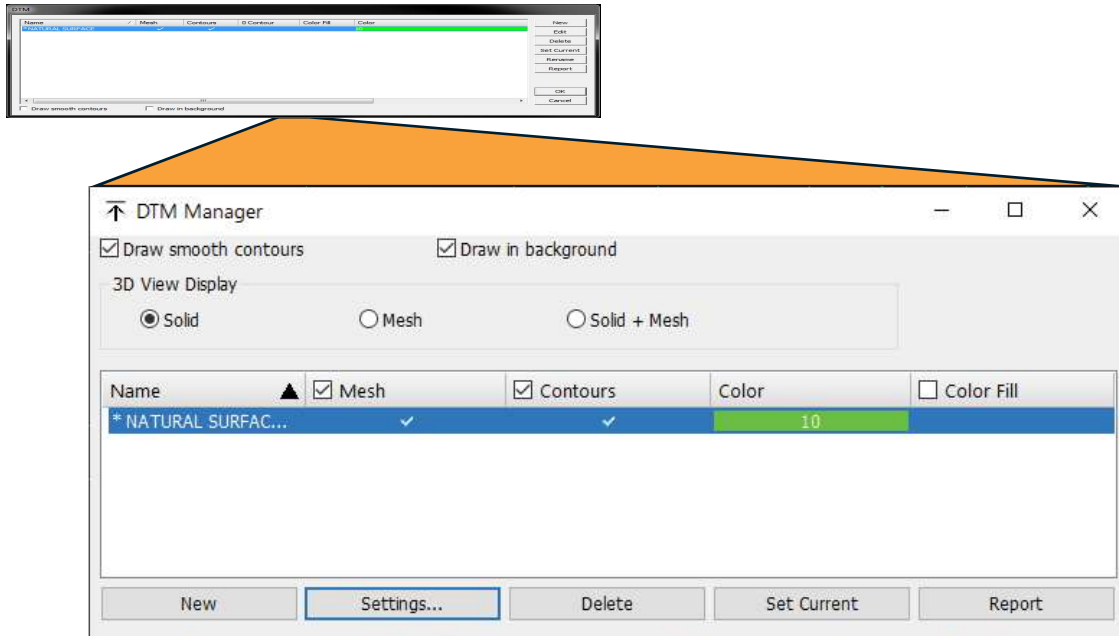 DTM
Name Mesh Contours 0 Contour Color Fill Color New
* NATURAL SURFACE
Edit
Delete
Set Current
Rename
Report
OK
Cancel
Draw smooth contours Draw in background
DTM Manager
Draw smooth contours Draw in background
3D View Display
Solid Mesh Solid + Mesh
Name Mesh Contours Color Color Fill
* NATURAL SURFAC... 10
New Settings... Delete Set Current Report